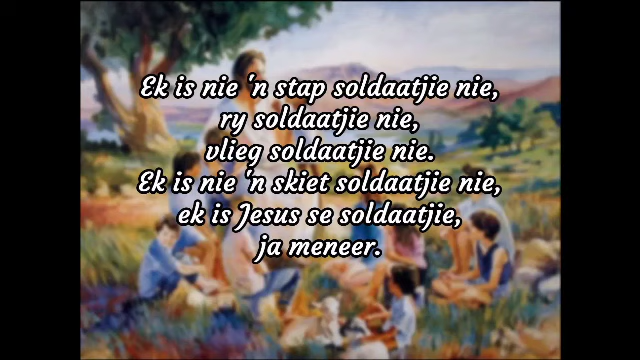 Ek is nie 'n stap soldaatjie nie,
ry soldaatjie nie,
vlieg soldaatjie nie.
Ek is nie 'n skiet soldaatjie nie,
ek is Jesus se soldaatjie,
ja meneer.